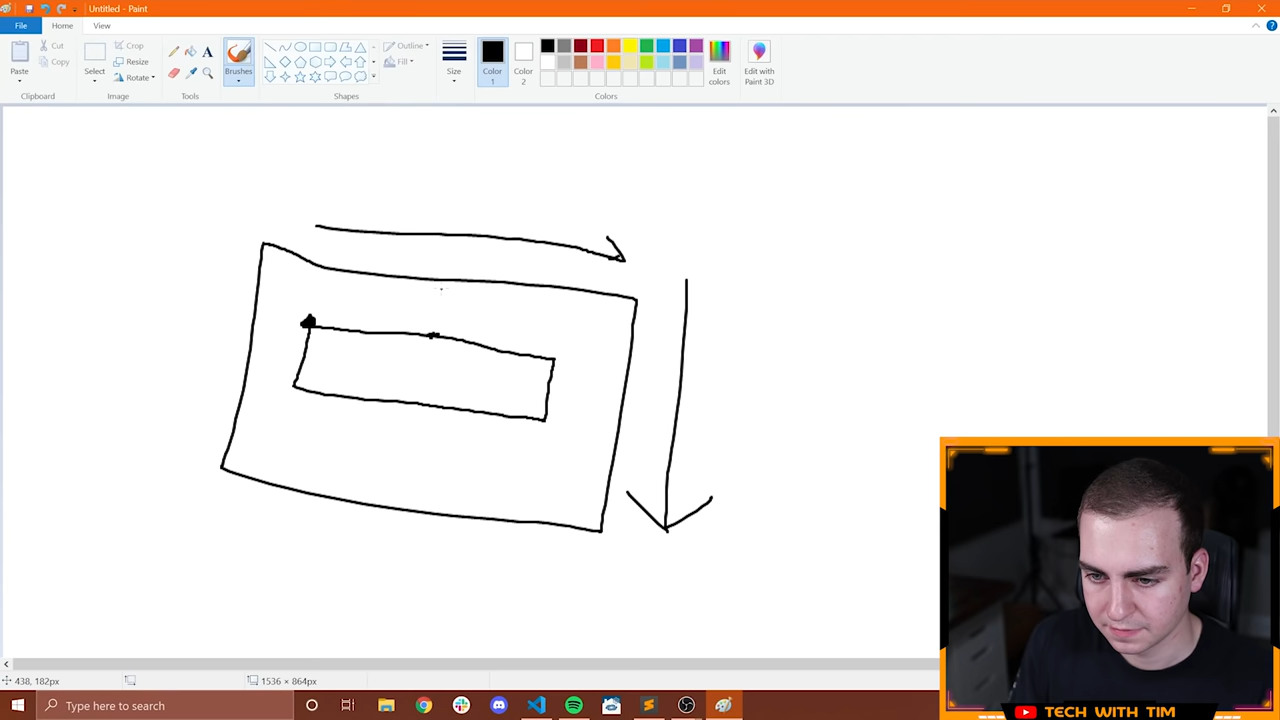 Untitled - Paint
File
Home
View
Paste
Cut
Copy
Clipboard
Select
Crop
Resize
Rotate
Image
A
Tools
Brushes
Outline
Fill
Shapes
Size
Color
1
Color
2
Edit
colors
Colors
Edit with
Paint 3D
438, 182px
1536 × 864px
Type here to search
TECH WITH TIM